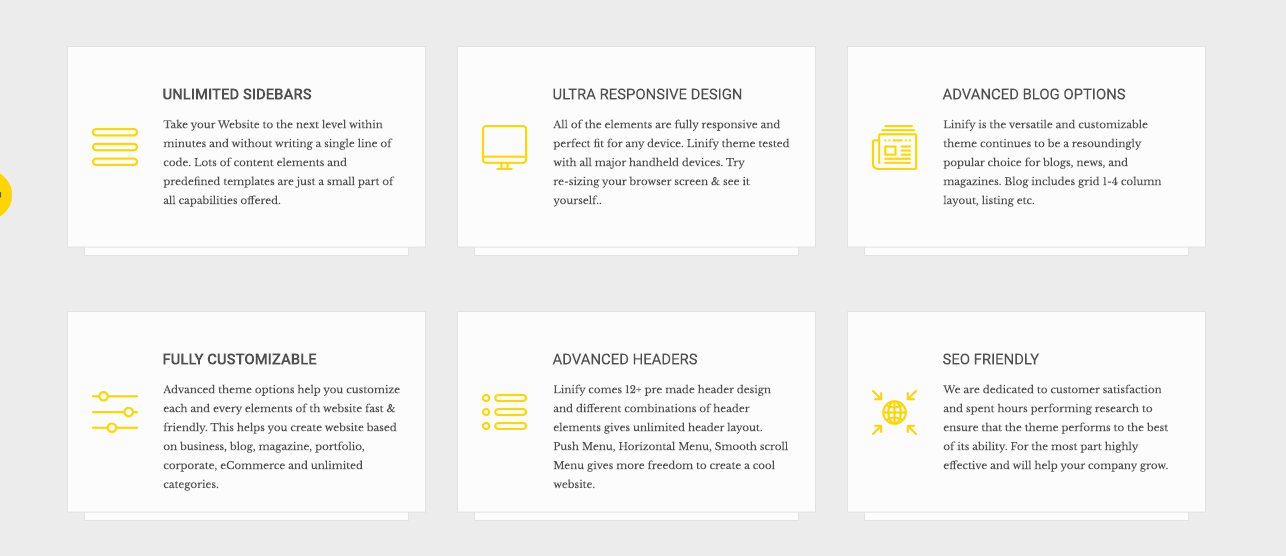 UNLIMITED SIDEBARS
Take your Website to the next level within
minutes and without writing a single line of
code. Lots of content elements and
predefined templates are just a small part of
all capabilities offered.
ULTRA RESPONSIVE DESIGN
All of the elements are fully responsive and
perfect fit for any device. Linify theme tested
with all major handheld devices. Try
re-sizing your browser screen & see it
yourself..
ADVANCED BLOG OPTIONS
Linify is the versatile and customizable
theme continues to be a resoundingly
popular choice for blogs, news, and
magazines. Blog includes grid 1-4 column
layout, listing etc.
FULLY CUSTOMIZABLE
Advanced theme options help you customize
each and every elements of th website fast &
friendly. This helps you create website based
on business, blog, magazine, portfolio,
corporate, eCommerce and unlimited
categories.
ADVANCED HEADERS
Linify comes 12+ pre made header design
and different combinations of header
elements gives unlimited header layout.
Push Menu, Horizontal Menu, Smooth scroll
Menu gives more freedom to create a cool
website.
SEO FRIENDLY
We are dedicated to customer satisfaction
and spent hours performing research to
ensure that the theme performs to the best
of its ability. For the most part highly
effective and will help your company grow.